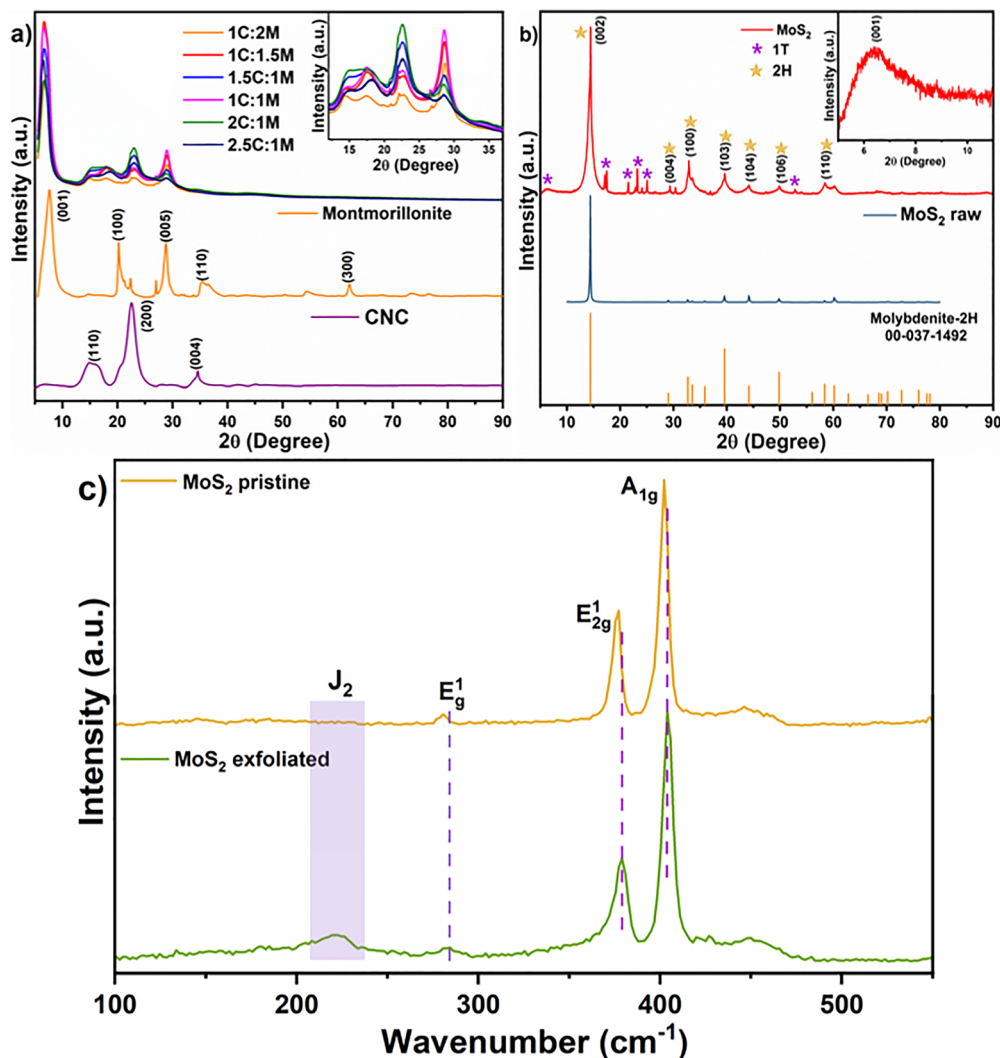 a)
1C:2M
1C:1.5M
1.5C:1M
1C:1M
2C:1M
2.5C:1M
Intensity (a.u.)
15 20 25 30 35
2θ (Degree)
Intensity (a.u.)
(001)
(100)
(005)
(110)
(300)
Montmorillonite
(110)
(200)
(004)
CNC
10 20 30 40 50 60 70 80 90
2θ (Degree)
b)
(002)
MoS₂
1T
2H
Intensity (a.u.)
(001)
6 8 10
2θ (Degree)
Intensity (a.u.)
(004)
(100)
(103)
(104)
(106)
(110)
MoS₂ raw
Molybdenite-2H
00-037-1492
10 20 30 40 50 60 70 80 90
2θ (Degree)
c)
MoS₂ pristine
A₁g
E¹₂g
J₂
E¹g
MoS₂ exfoliated
Intensity (a.u.)
100 200 300 400 500
Wavenumber (cm⁻¹)